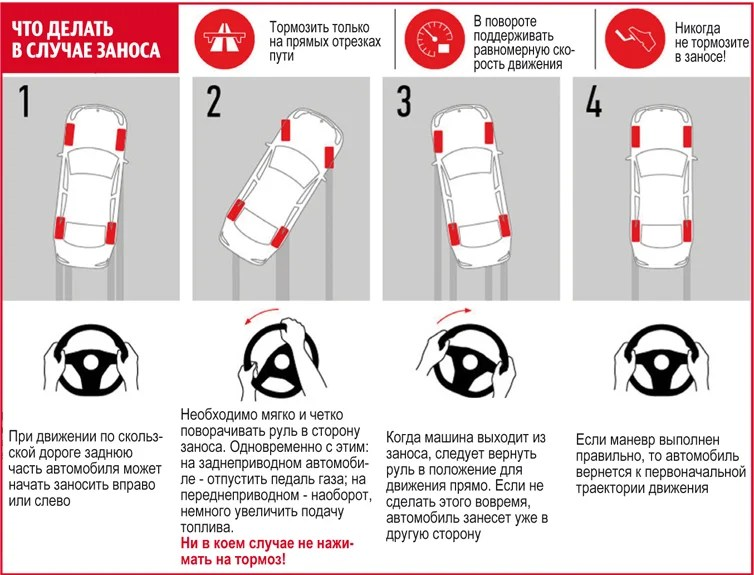 ЧТО ДЕЛАТЬ
В СЛУЧАЕ ЗАНОСА
Тормозить только
на прямых отрезках
пути
В повороте
поддерживать
равномерную ско-
рость движения
Никогда
не тормозите
в заносе!
1
2
3
4
При движении по скольз-
ской дороге заднюю
часть автомобиля может
начать заносить вправо
или слево
Необходимо мягко и четко
поворачивать руль в сторону
заноса. Одновременно с этим:
на заднеприводном автомоби-
ле - отпустить педаль газа; на
переднеприводном - наоборот,
немного увеличить подачу
топлива.
Ни в коем случае не нажи-
мать на тормоз!
Когда машина выходит из
заноса, следует вернуть
руль в положение для
движения прямо. Если не
сделать этого вовремя,
автомобиль занесет уже в
другую сторону
Если маневр выполнен
правильно, то автомобиль
вернется к первоначальной
траектории движения